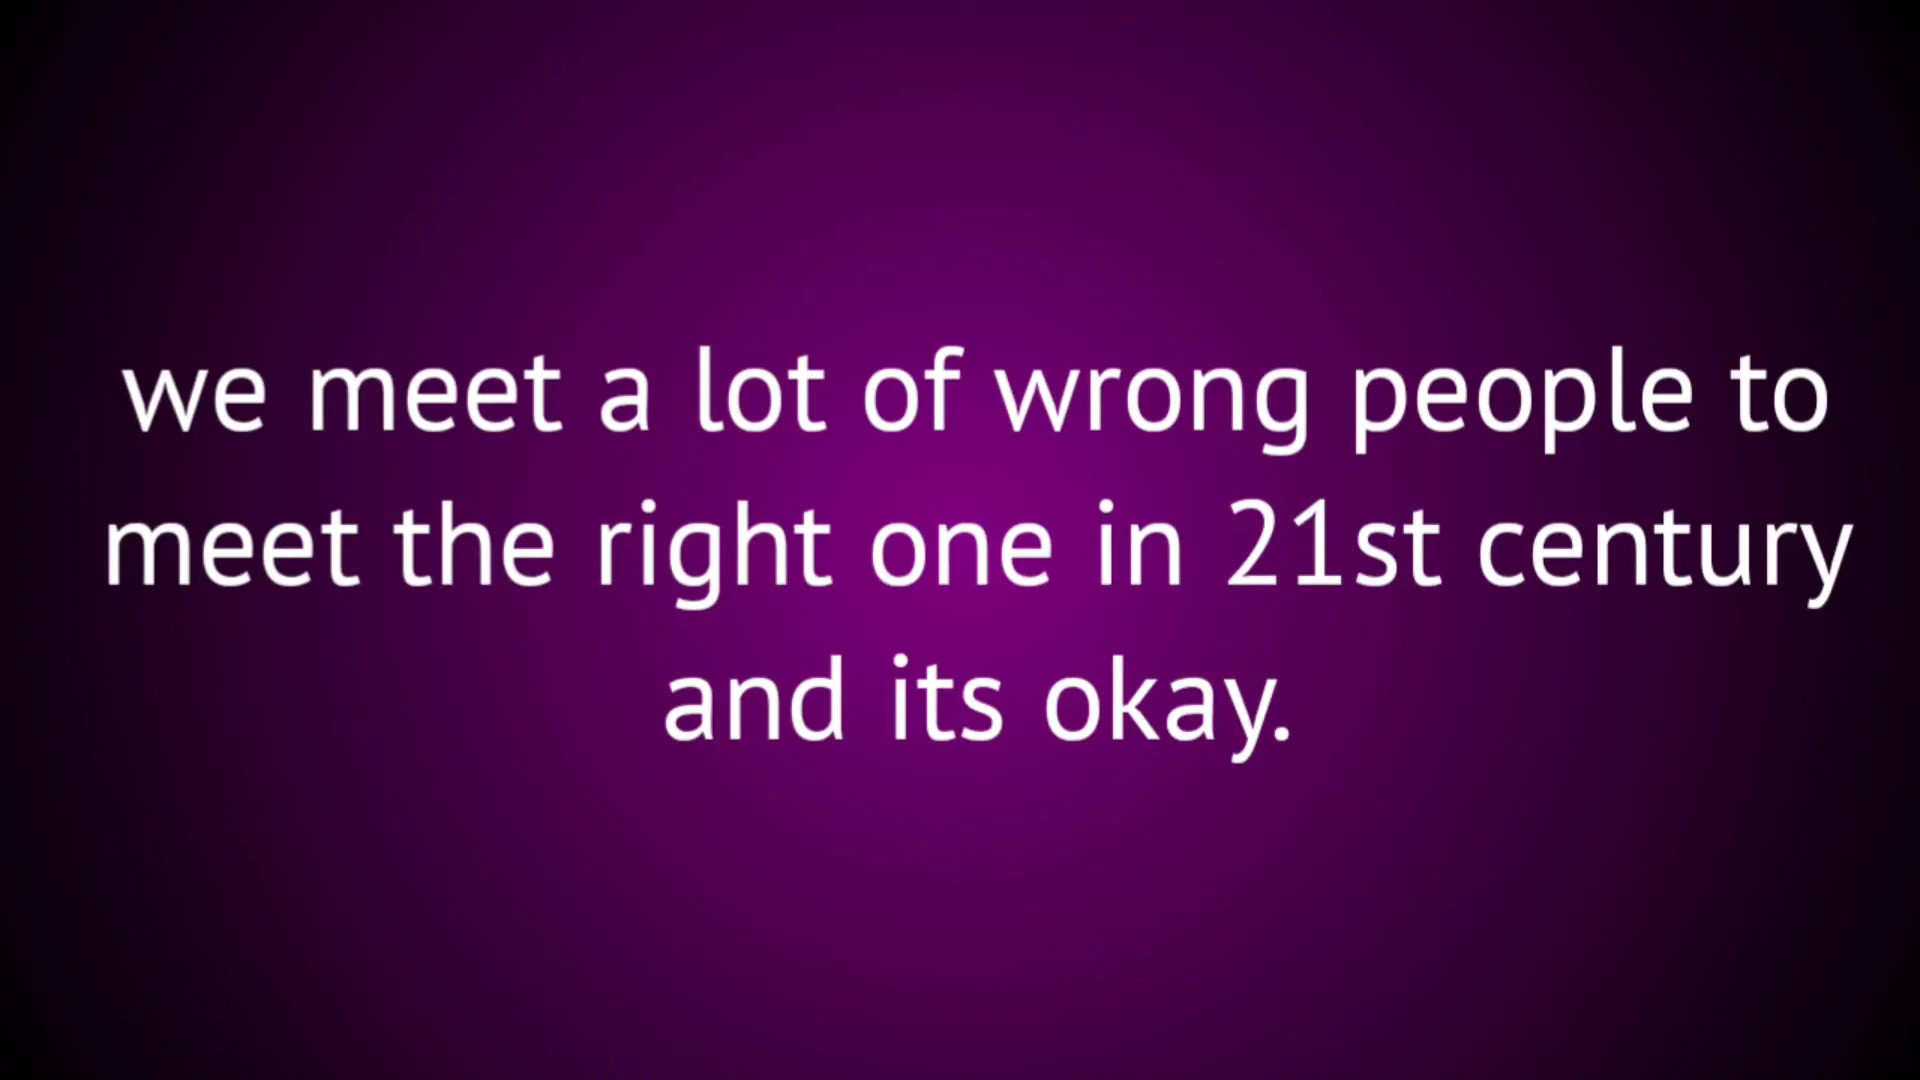 we meet a lot of wrong people to
meet the right one in 21st century
and its okay.